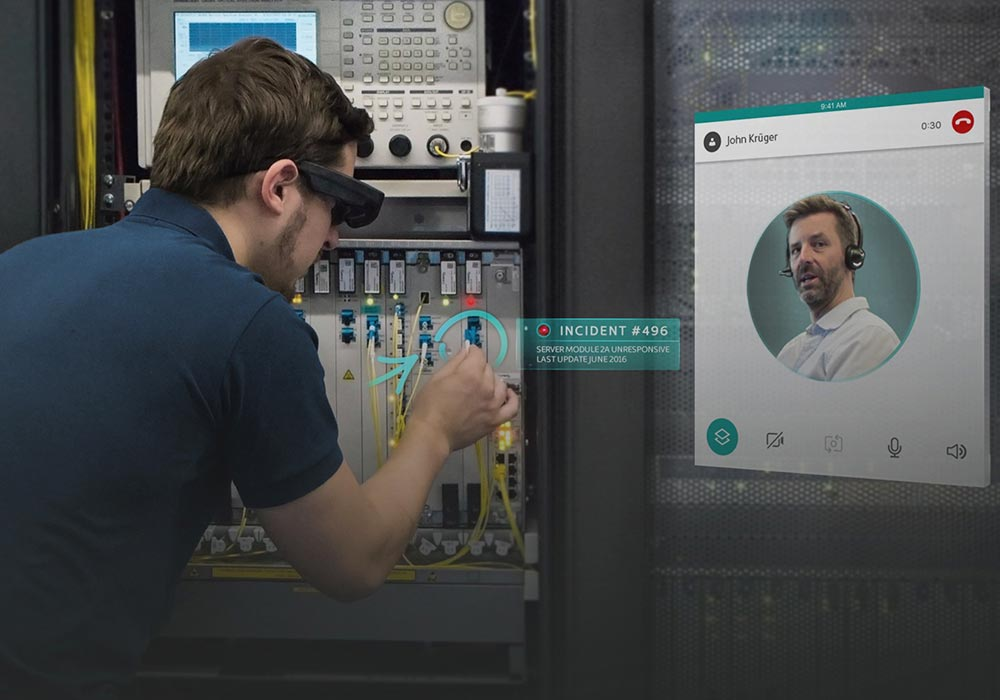 9:41 AM
John Krüger
0:30
INCIDENT #496
SERVER MODULE 2A UNRESPONSIVE
LAST UPDATE JUNE 2016